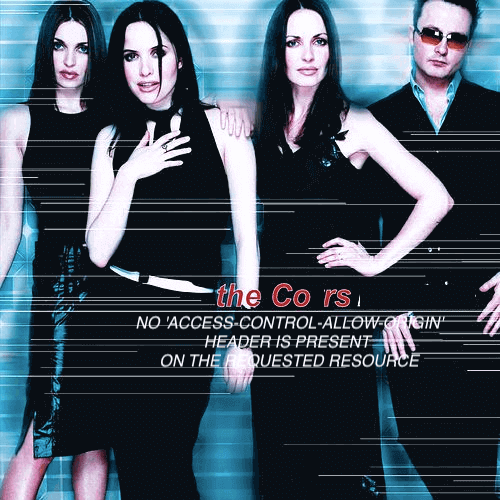 the Co rs
NO 'ACCESS-CONTROL-ALLOW-ORIGIN'
HEADER IS PRESENT
ON THE REQUESTED RESOURCE